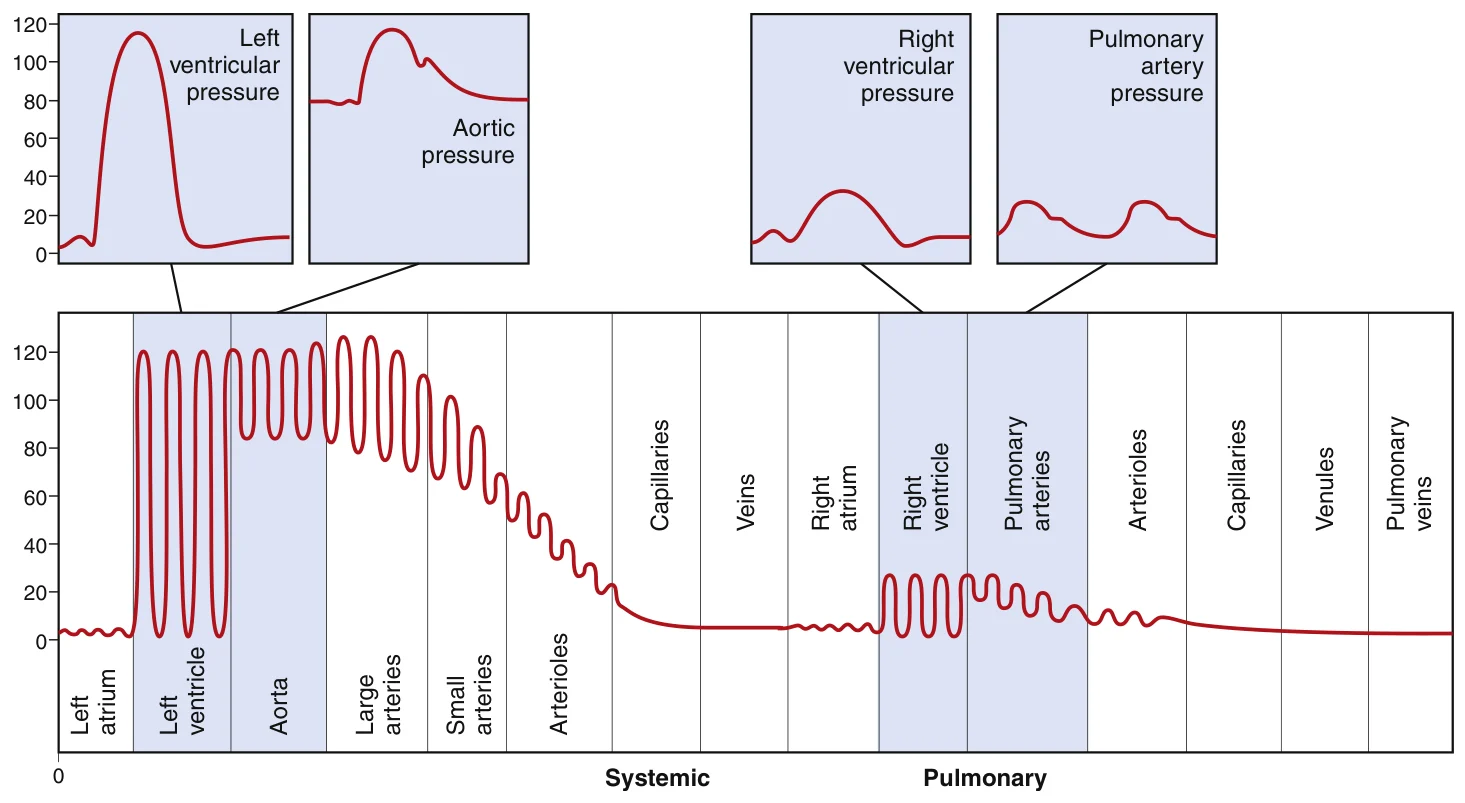 120
100
80
60
40
20
0
Left
ventricular
pressure
Aortic
pressure
Right
ventricular
pressure
Pulmonary
artery
pressure
120
100
80
60
40
20
0
Left
atrium
Left
ventricle
Aorta
Large
arteries
Small
arteries
Arterioles
Capillaries
Veins
Right
atrium
Right
ventricle
Pulmonary
arteries
Arterioles
Capillaries
Venules
Pulmonary
veins
0
Systemic
Pulmonary